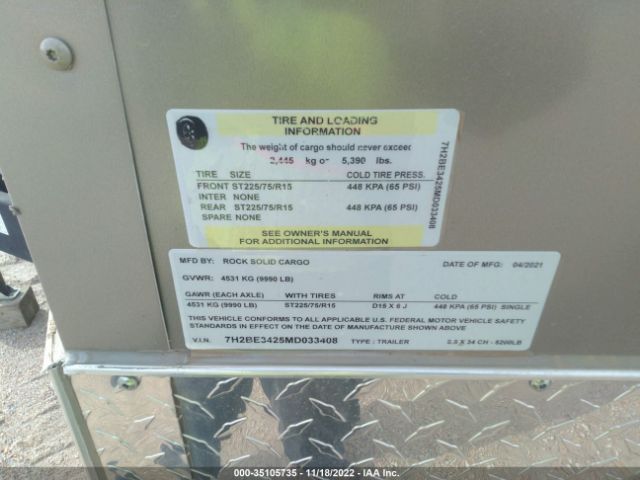 TIRE AND LOADING
INFORMATION
The weight of cargo should never exceed
2,445 kg or 5,390 lbs.
TIRE SIZE COLD TIRE PRESS.
FRONT ST225/75/R15 448 KPA (65 PSI)
INTER NONE
REAR ST225/75/R15 448 KPA (65 PSI)
SPARE NONE
SEE OWNER'S MANUAL
FOR ADDITIONAL INFORMATION
7H2BE3425MD033408
MFD BY: ROCK SOLID CARGO DATE OF MFG: 04/2021
GVWR: 4531 KG (9990 LB)
GAWR (EACH AXLE) WITH TIRES RIMS AT COLD
4531 KG (9990 LB) ST225/75/R15 D15 X 6 J 448 KPA (65 PSI) SINGLE
THIS VEHICLE CONFORMS TO ALL APPLICABLE U.S. FEDERAL MOTOR VEHICLE SAFETY
STANDARDS IN EFFECT ON THE DATE OF MANUFACTURE SHOWN ABOVE
V.I.N. 7H2BE3425MD033408 TYPE: TRAILER 8.5 X 34 CH - 5200LB
000-35105735 - 11/18/2022 - IAA Inc.